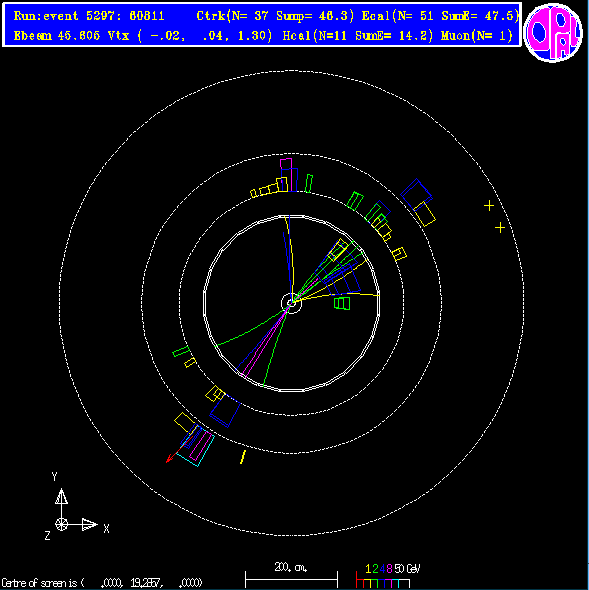 Run:event 5297: 60811 Ctrk(N= 37 Sump= 46.3) Ecal(N= 51 SumE= 47.5)
Ebeam 45.605 Vtx ( -.02, .04, 1.30) Hcal(N=11 SumE= 14.2) Muon(N= 1)
OPAL
Y
X
Z
200. cm.
1 2 4 8 50 GeV
Centre of screen is ( .0000, 19.2857, .0000)